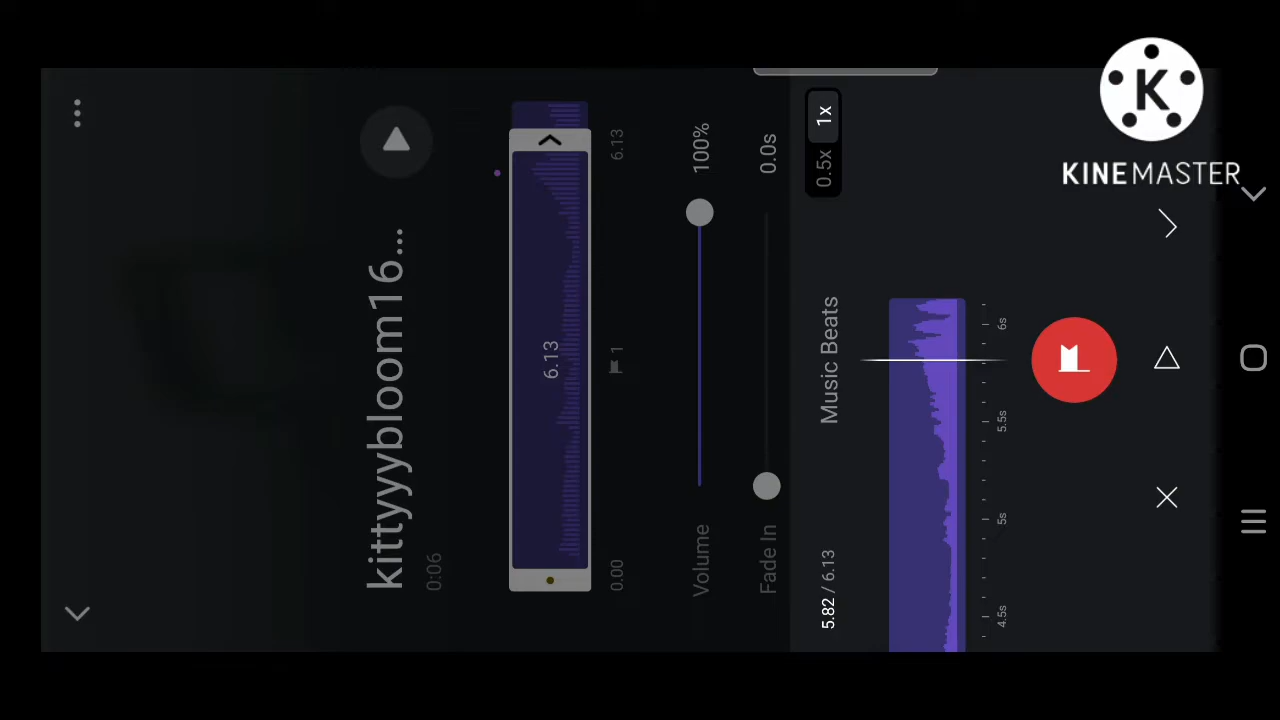 K
KINEMASTER
kittyyybloom16...
0:06
6.13
0.00
1
6.13
Volume
100%
Fade In
0.0s
5.82 / 6.13
Music Beats
0.5x
1x
4.5s
5s
5.5s
6s